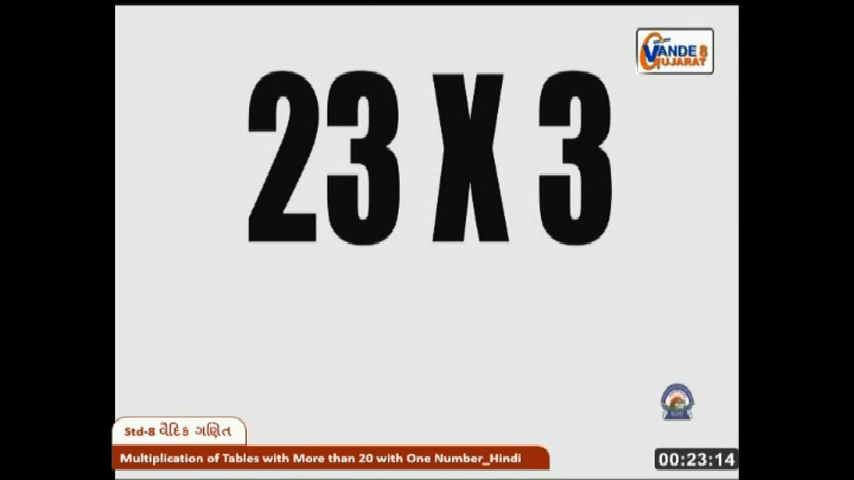 VANDE 8
GUJARAT
23 X 3
Std-8 વૈદિક ગણિત
Multiplication of Tables with More than 20 with One Number_Hindi
00:23:14